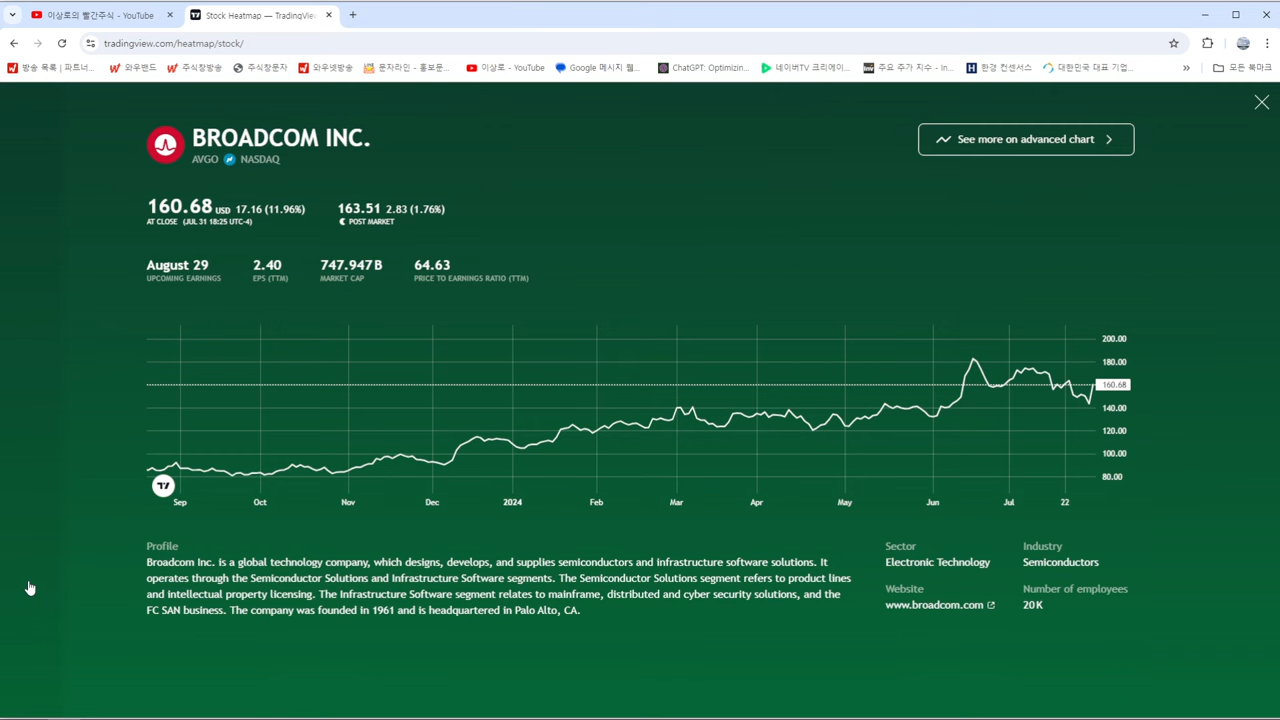 이상로의 빨간주식 - YouTube
Stock Heatmap — TradingView
tradingview.com/heatmap/stock/
방송 목록 | 파트너...
와우밴드
주식창방송
주식창문자
와우넷방송
문자라인 - 홍보문...
이상로 - YouTube
Google 메시지 웹...
ChatGPT: Optimizin...
네이버TV 크리에이...
주요 주가 지수 - In...
한경 컨센서스
대한민국 대표 기업...
»
모든 북마크
BROADCOM INC.
AVGO NASDAQ
See more on advanced chart
160.68 USD 17.16 (11.96%)
AT CLOSE (JUL 31 18:25 UTC-4)
163.51 2.83 (1.76%)
POST MARKET
August 29
UPCOMING EARNINGS
2.40
EPS (TTM)
747.947 B
MARKET CAP
64.63
PRICE TO EARNINGS RATIO (TTM)
200.00
180.00
160.68
140.00
120.00
100.00
80.00
Sep Oct Nov Dec 2024 Feb Mar Apr May Jun Jul 22
Profile
Broadcom Inc. is a global technology company, which designs, develops, and supplies semiconductors and infrastructure software solutions. It
operates through the Semiconductor Solutions and Infrastructure Software segments. The Semiconductor Solutions segment refers to product lines
and intellectual property licensing. The Infrastructure Software segment relates to mainframe, distributed and cyber security solutions, and the
FC SAN business. The company was founded in 1961 and is headquartered in Palo Alto, CA.
Sector
Electronic Technology
Industry
Semiconductors
Website
www.broadcom.com
Number of employees
20 K